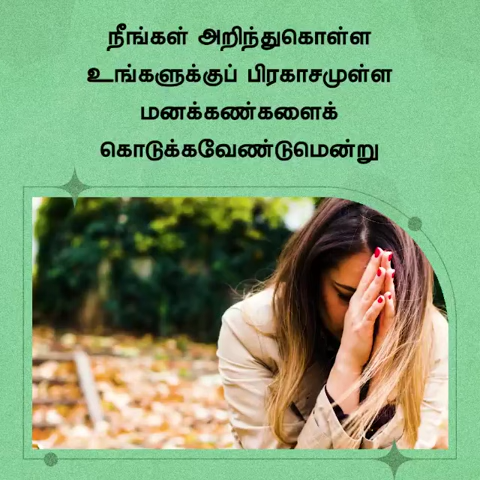 நீங்கள் அறிந்துகொள்ள
உங்களுக்குப் பிரகாசமுள்ள
மனக்கண்களைக்
கொடுக்கவேண்டுமென்று